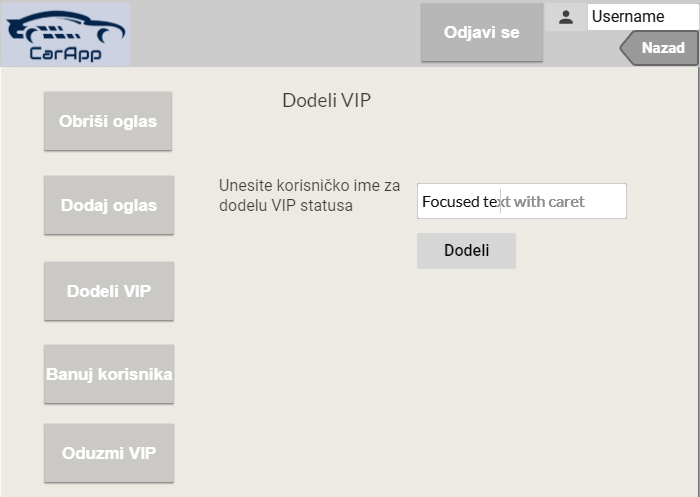 CarApp
Odjavi se
Username
Nazad
Obriši oglas
Dodaj oglas
Dodeli VIP
Banuj korisnika
Oduzmi VIP
Dodeli VIP
Unesite korisničko ime za
dodelu VIP statusa
Focused text with caret
Dodeli